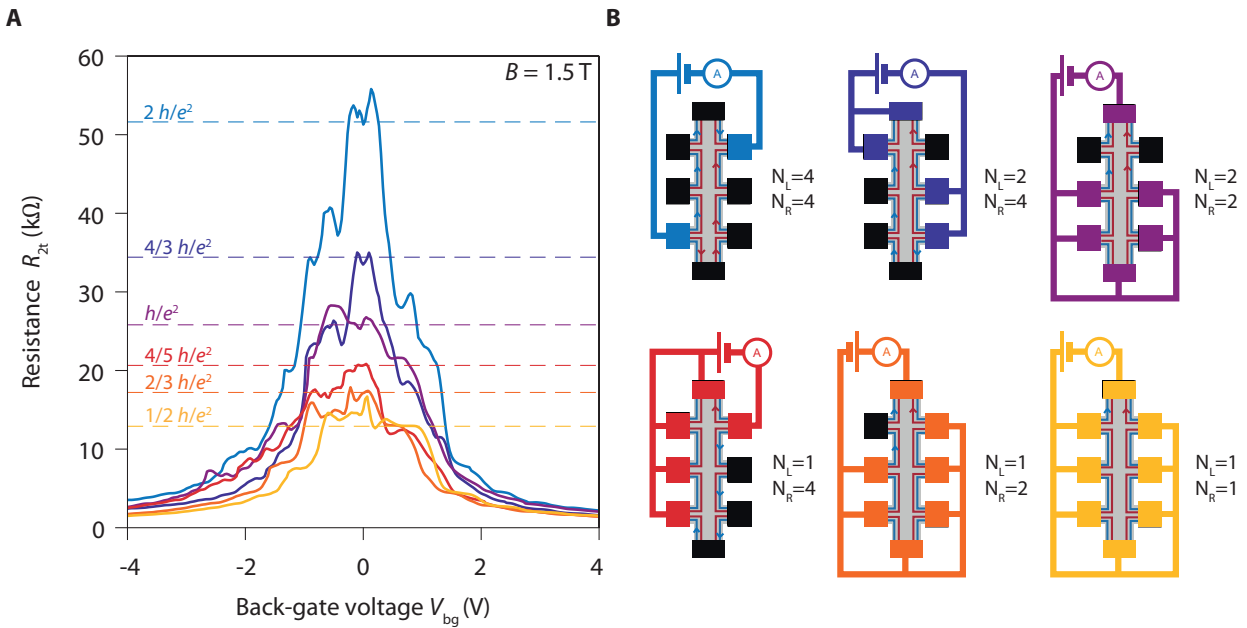 A
B
B = 1.5 T
60
50
40
30
20
10
0
Resistance R2t (kΩ)
2 h/e²
4/3 h/e²
h/e²
4/5 h/e²
2/3 h/e²
1/2 h/e²
-4
-2
0
2
4
Back-gate voltage Vbg (V)
A
NL=4
NR=4
A
NL=2
NR=4
A
NL=2
NR=2
A
NL=1
NR=4
A
NL=1
NR=2
A
NL=1
NR=1